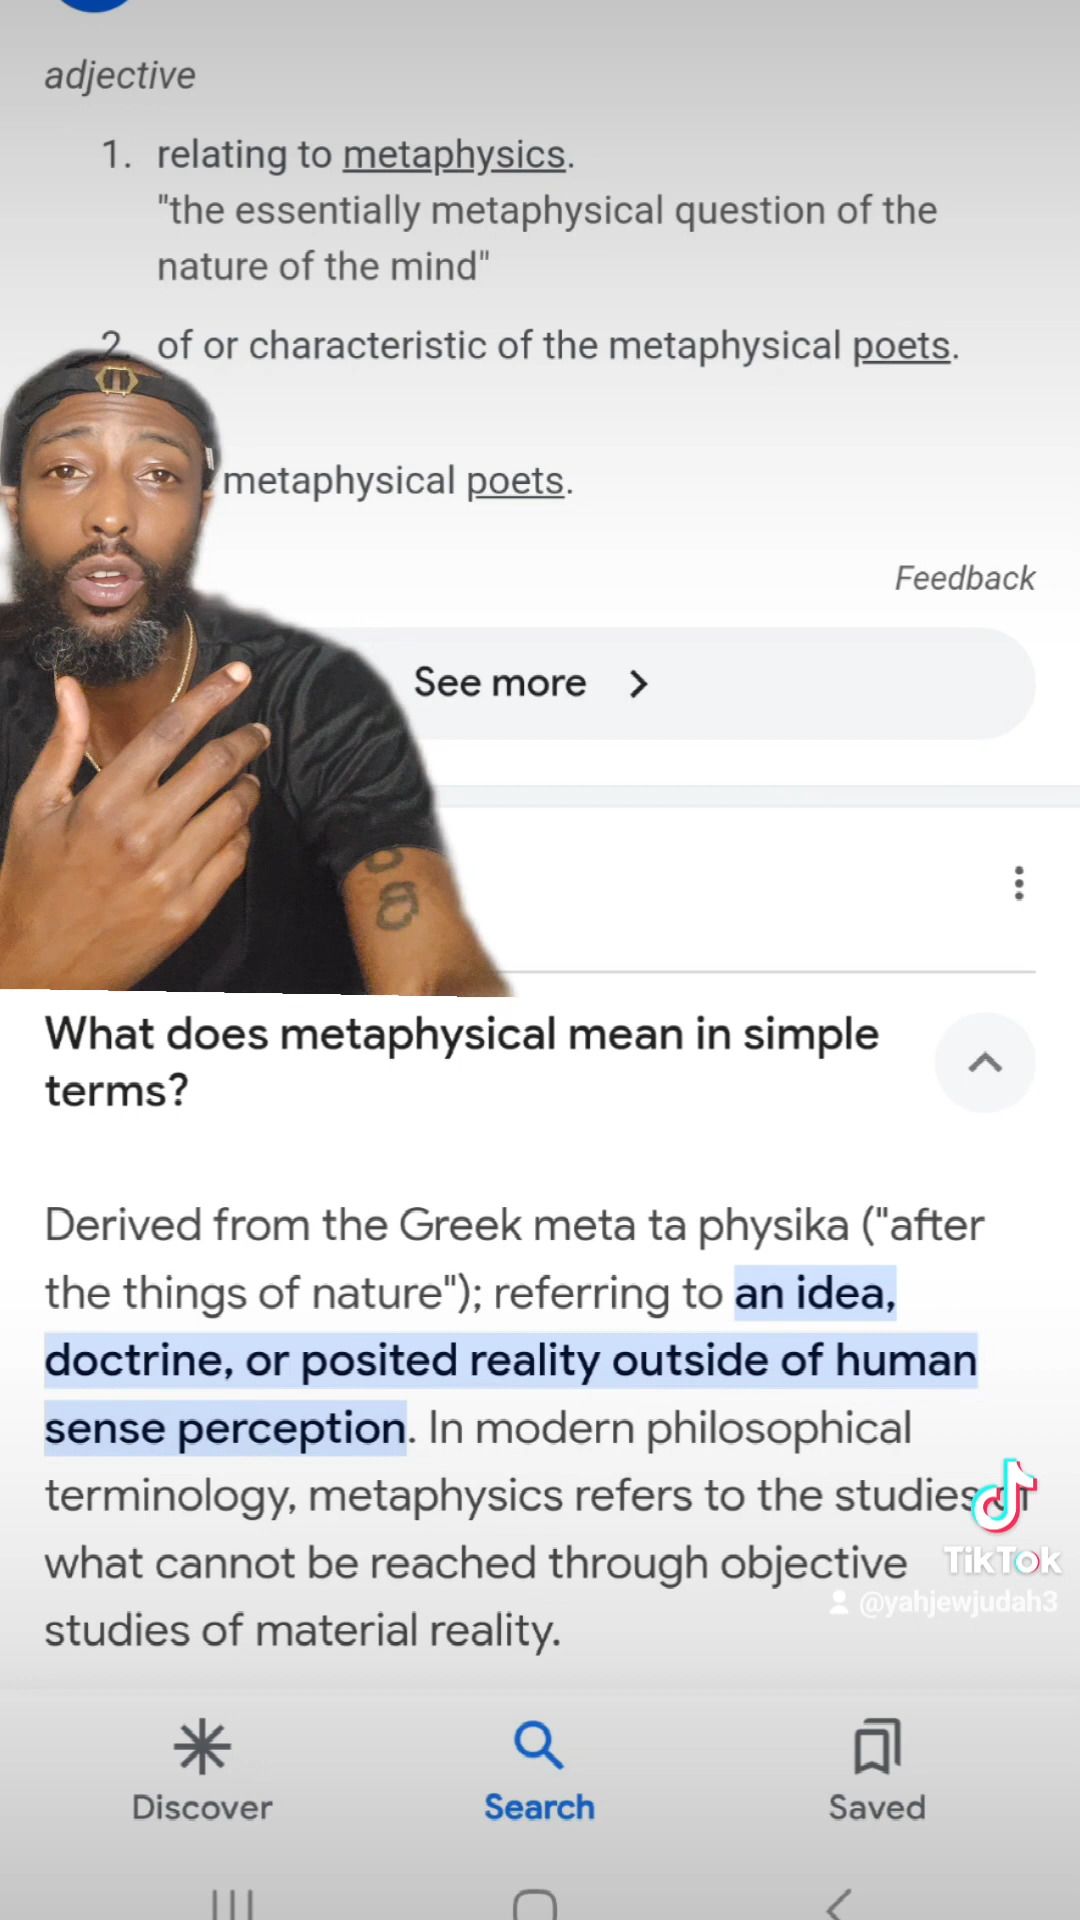 adjective
1. relating to metaphysics.
"the essentially metaphysical question of the
nature of the mind"
2. of or characteristic of the metaphysical poets.
metaphysical poets.
Feedback
See more
What does metaphysical mean in simple
terms?
Derived from the Greek meta ta physika ("after
the things of nature"); referring to an idea,
doctrine, or posited reality outside of human
sense perception. In modern philosophical
terminology, metaphysics refers to the studies of
what cannot be reached through objective
studies of material reality.
TikTok
@yahjewjudah3
Discover
Search
Saved